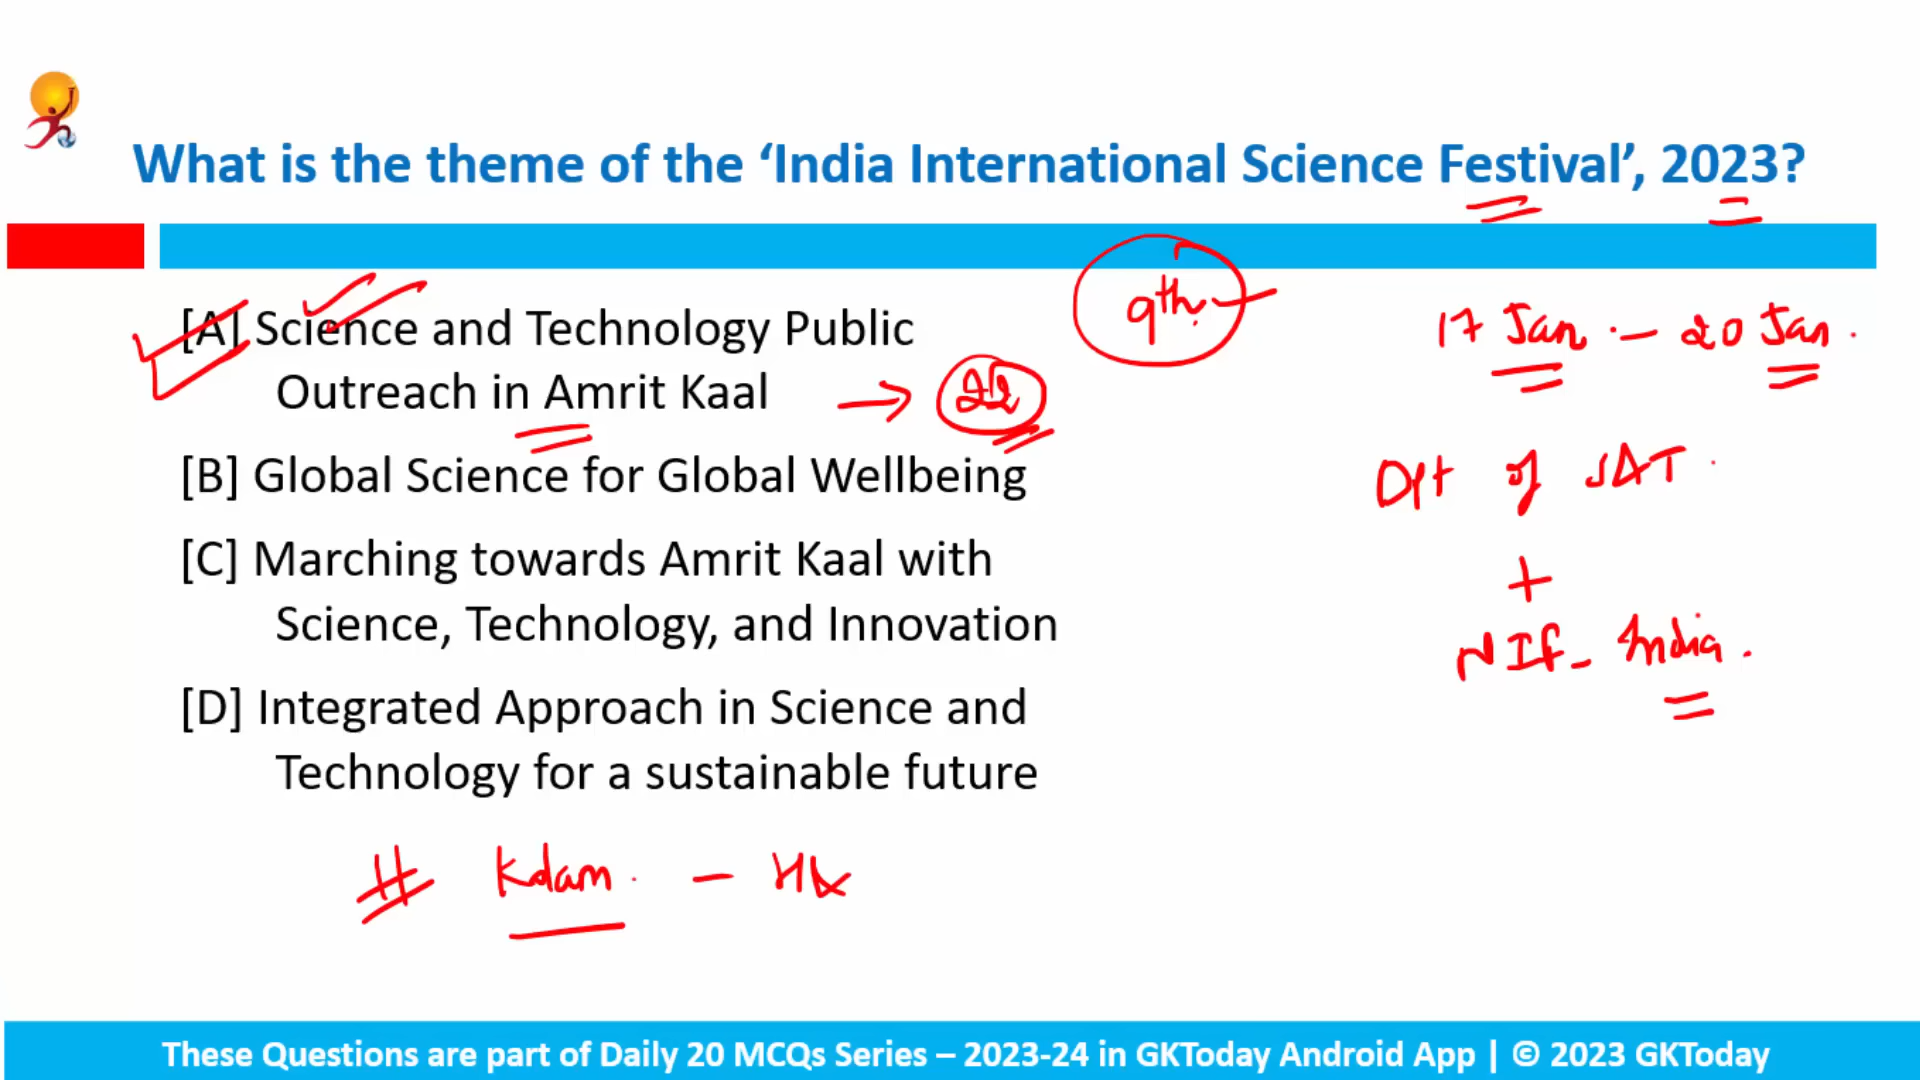 What is the theme of the ‘India International Science Festival’, 2023?
9th
17 Jan. – 20 Jan.
[A] Science and Technology Public
Outreach in Amrit Kaal
[B] Global Science for Global Wellbeing
Dpt of S&T.
[C] Marching towards Amrit Kaal with
Science, Technology, and Innovation
+
NIF - India.
[D] Integrated Approach in Science and
Technology for a sustainable future
# Kdam. –
These Questions are part of Daily 20 MCQs Series – 2023-24 in GKToday Android App | © 2023 GKToday